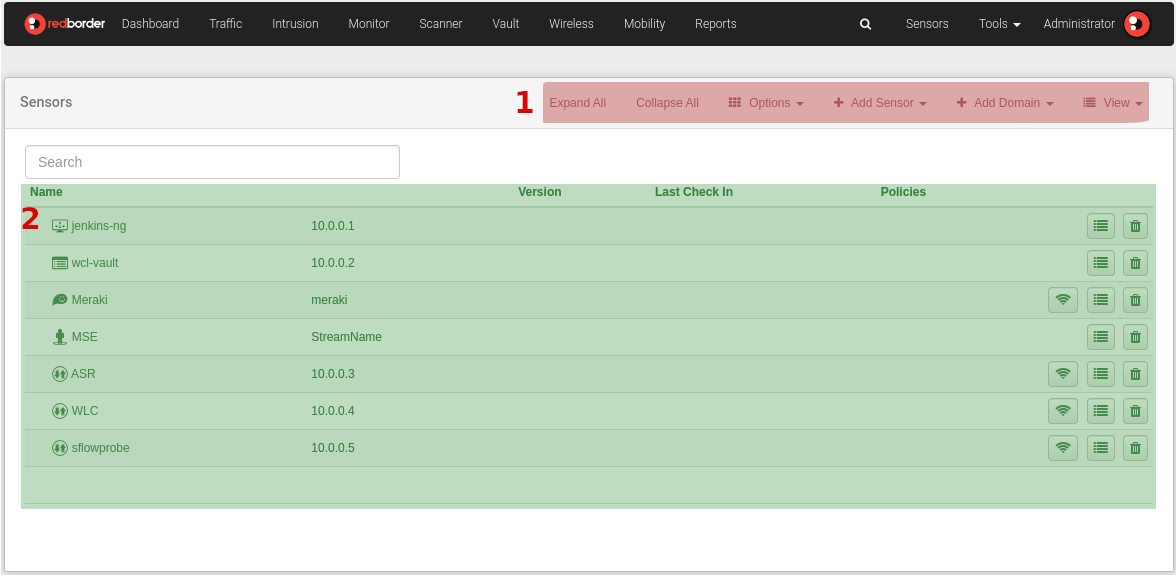 redborder Dashboard Traffic Intrusion Monitor Scanner Vault Wireless Mobility Reports Sensors Tools Administrator
Sensors 1 Expand All Collapse All Options Add Sensor Add Domain View
Search
Name Version Last Check In Policies
2
jenkins-ng 10.0.0.1
wcl-vault 10.0.0.2
Meraki meraki
MSE StreamName
ASR 10.0.0.3
WLC 10.0.0.4
sflowprobe 10.0.0.5